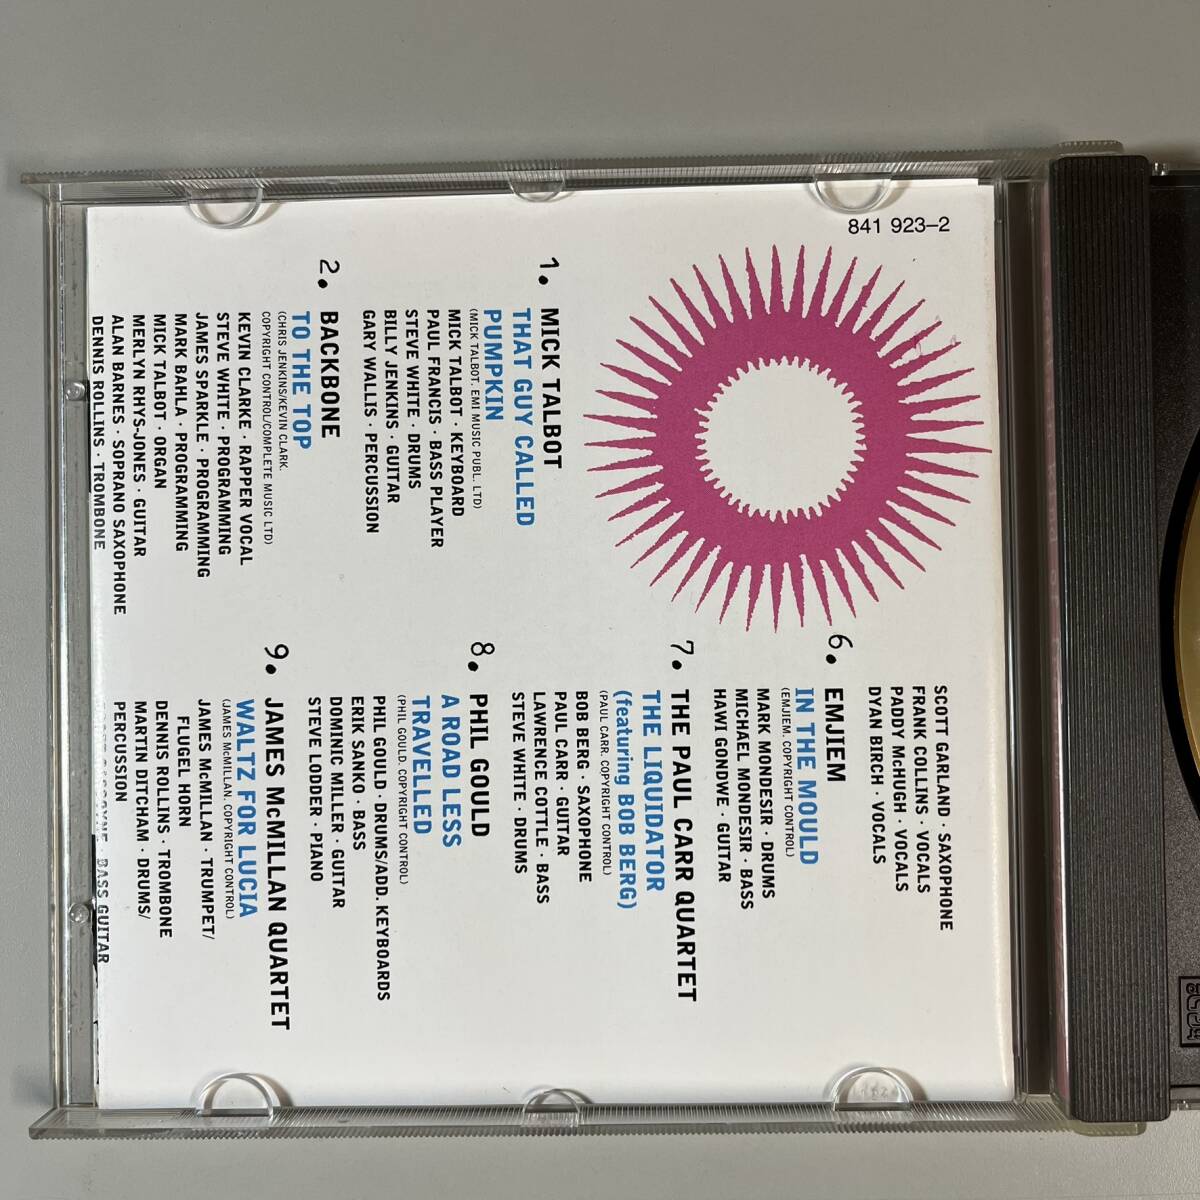 841 923-2
1. MICK TALBOT
THAT GUY CALLED
PUMPKIN
(MICK TALBOT. EMI MUSIC PUBL. LTD)
MICK TALBOT · KEYBOARD
PAUL FRANCIS · BASS PLAYER
STEVE WHITE · DRUMS
BILLY JENKINS · GUITAR
GARY WALLIS · PERCUSSION
2. BACKBONE
TO THE TOP
(CHRIS JENKINS/KEVIN CLARK.
COPYRIGHT CONTROL/COMPLETE MUSIC LTD)
KEVIN CLARKE · RAPPER VOCAL
STEVE WHITE · PROGRAMMING
JAMES SPARKLE · PROGRAMMING
MARK BAHLA · PROGRAMMING
MICK TALBOT · ORGAN
MERLYN RHYS-JONES · GUITAR
ALAN BARNES · SOPRANO SAXOPHONE
DENNIS ROLLINS · TROMBONE
SCOTT GARLAND · SAXOPHONE
FRANK COLLINS · VOCALS
PADDY McHUGH · VOCALS
DYAN BIRCH · VOCALS
6. EMJIEM
IN THE MOULD
(EMJIEM. COPYRIGHT CONTROL)
MARK MONDESIR · DRUMS
MICHAEL MONDESIR · BASS
HAWI GONDWE · GUITAR
7. THE PAUL CARR QUARTET
THE LIQUIDATOR
(featuring BOB BERG)
(PAUL CARR. COPYRIGHT CONTROL)
BOB BERG · SAXOPHONE
PAUL CARR · GUITAR
LAWRENCE COTTLE · BASS
STEVE WHITE · DRUMS
8. PHIL GOULD
A ROAD LESS
TRAVELLED
(PHIL GOULD. COPYRIGHT CONTROL)
PHIL GOULD · DRUMS/ADD. KEYBOARDS
ERIK SANKO · BASS
DOMINIC MILLER · GUITAR
STEVE LODDER · PIANO
9. JAMES McMILLAN QUARTET
WALTZ FOR LUCIA
(JAMES McMILLAN. COPYRIGHT CONTROL)
JAMES McMILLAN · TRUMPET/
FLUGEL HORN
DENNIS ROLLINS · TROMBONE
MARTIN DITCHAM · DRUMS/
PERCUSSION
BASS GUITAR